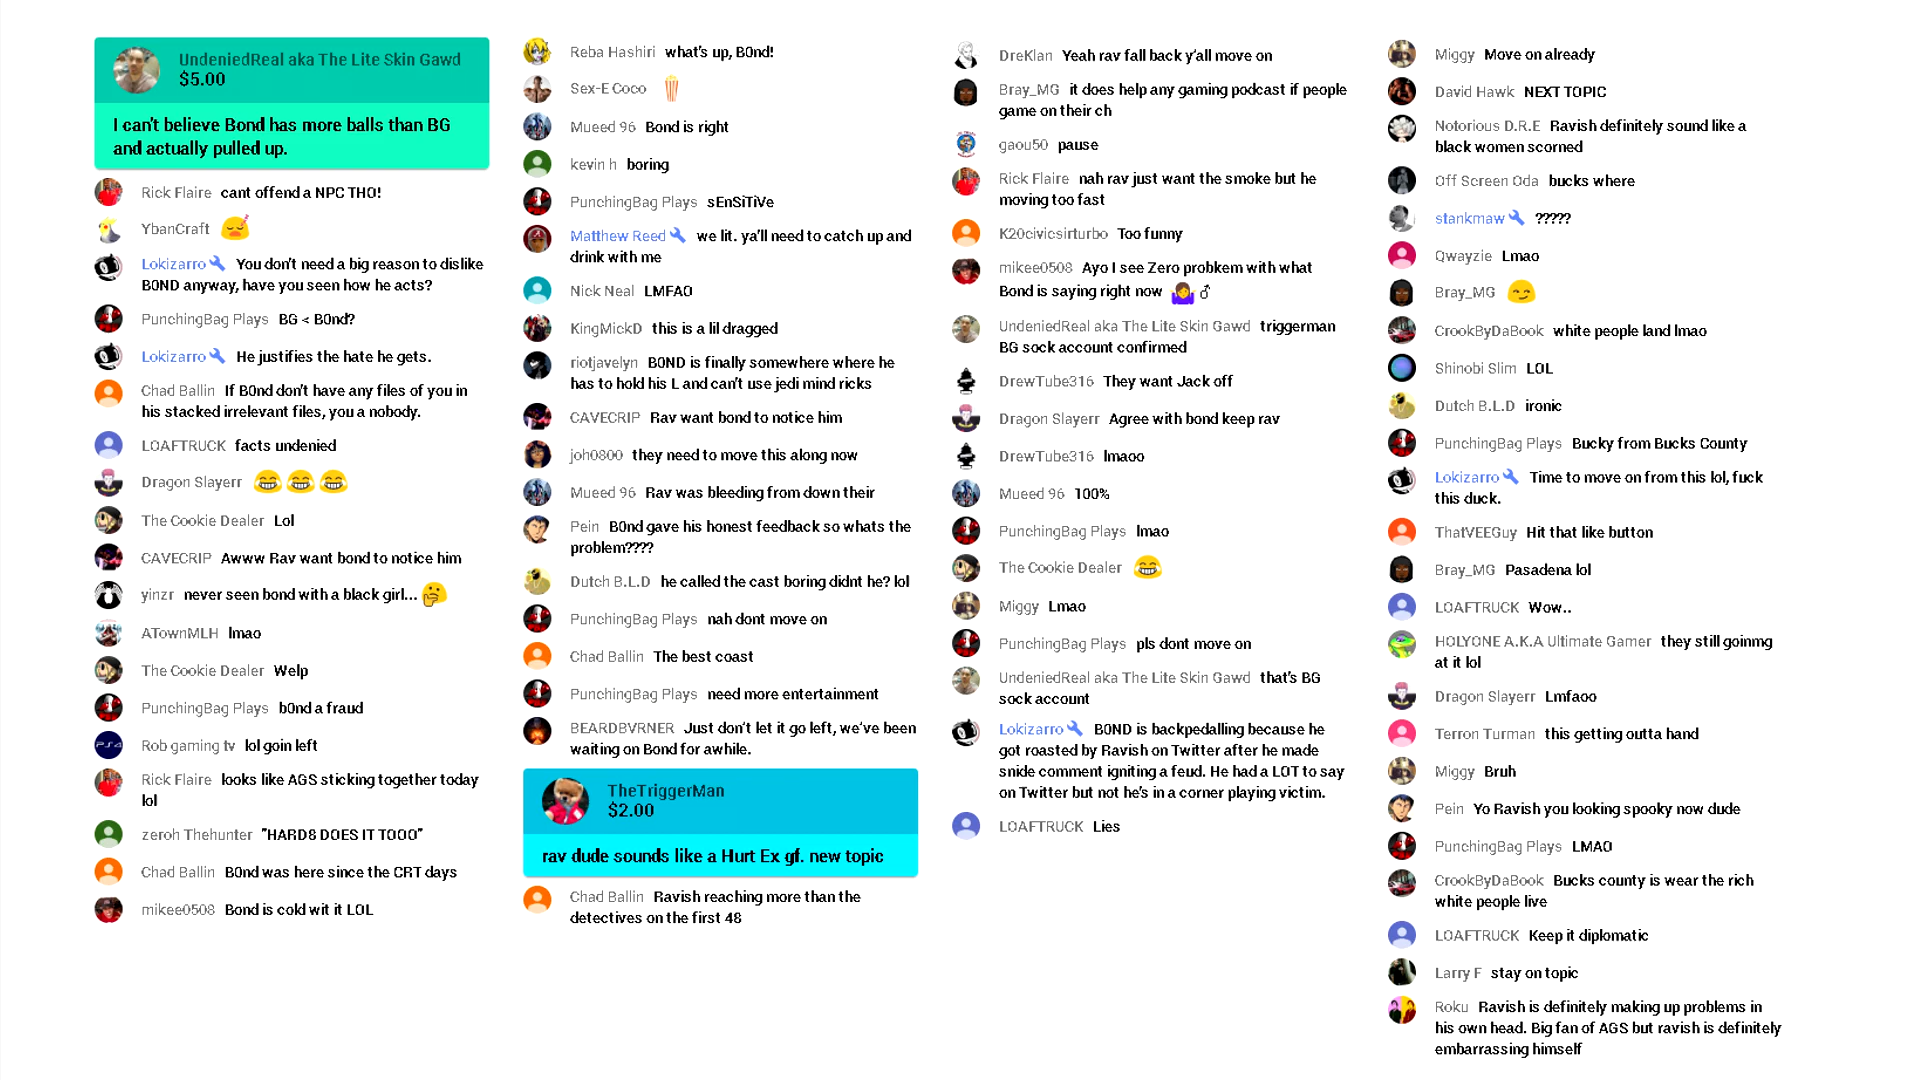 UndeniedReal aka The Lite Skin Gawd
$5.00
I can't believe Bond has more balls than BG
and actually pulled up.
Rick Flaire cant offend a NPC THO!
YbanCraft
Lokizarro You don't need a big reason to dislike
B0ND anyway, have you seen how he acts?
PunchingBag Plays BG < B0nd?
Lokizarro He justifies the hate he gets.
Chad Ballin If B0nd don't have any files of you in
his stacked irrelevant files, you a nobody.
LOAFTRUCK facts undenied
Dragon Slayerr
The Cookie Dealer Lol
CAVECRIP Awww Rav want bond to notice him
yinzr never seen bond with a black girl...
ATownMLH lmao
The Cookie Dealer Welp
PunchingBag Plays b0nd a fraud
Rob gaming tv lol goin left
Rick Flaire looks like AGS sticking together today
lol
zeroh Thehunter "HARD8 DOES IT TOOO"
Chad Ballin B0nd was here since the CRT days
mikee0508 Bond is cold wit it LOL
Reba Hashiri what's up, B0nd!
Sex-E Coco
Mueed 96 Bond is right
kevin h boring
PunchingBag Plays sEnSiTiVe
Matthew Reed we lit. ya'll need to catch up and
drink with me
Nick Neal LMFAO
KingMickD this is a lil dragged
riotjavelyn B0ND is finally somewhere where he
has to hold his L and can't use jedi mind ricks
CAVECRIP Rav want bond to notice him
joh0800 they need to move this along now
Mueed 96 Rav was bleeding from down their
Pein B0nd gave his honest feedback so whats the
problem????
Dutch B.L.D he called the cast boring didnt he? lol
PunchingBag Plays nah dont move on
Chad Ballin The best coast
PunchingBag Plays need more entertainment
BEARDBVRNER Just don't let it go left, we've been
waiting on Bond for awhile.
TheTriggerMan
$2.00
rav dude sounds like a Hurt Ex gf. new topic
Chad Ballin Ravish reaching more than the
detectives on the first 48
DreKlan Yeah rav fall back y'all move on
Bray_MG it does help any gaming podcast if people
game on their ch
gaou50 pause
Rick Flaire nah rav just want the smoke but he
moving too fast
K20civicsirturbo Too funny
mikee0508 Ayo I see Zero probkem with what
Bond is saying right now 🤷♂
UndeniedReal aka The Lite Skin Gawd triggerman
BG sock account confirmed
DrewTube316 They want Jack off
Dragon Slayerr Agree with bond keep rav
DrewTube316 lmaoo
Mueed 96 100%
PunchingBag Plays lmao
The Cookie Dealer
Miggy Lmao
PunchingBag Plays pls dont move on
UndeniedReal aka The Lite Skin Gawd that's BG
sock account
Lokizarro B0ND is backpedalling because he
got roasted by Ravish on Twitter after he made
snide comment igniting a feud. He had a LOT to say
on Twitter but not he's in a corner playing victim.
LOAFTRUCK Lies
Miggy Move on already
David Hawk NEXT TOPIC
Notorious D.R.E Ravish definitely sound like a
black women scorned
Off Screen Oda bucks where
stankmaw ?????
Qwayzie Lmao
Bray_MG
CrookByDaBook white people land lmao
Shinobi Slim LOL
Dutch B.L.D ironic
PunchingBag Plays Bucky from Bucks County
Lokizarro Time to move on from this lol, fuck
this duck.
ThatVEEGuy Hit that like button
Bray_MG Pasadena lol
LOAFTRUCK Wow..
HOLYONE A.K.A Ultimate Gamer they still goinmg
at it lol
Dragon Slayerr Lmfaoo
Terron Turman this getting outta hand
Miggy Bruh
Pein Yo Ravish you looking spooky now dude
PunchingBag Plays LMAO
CrookByDaBook Bucks county is wear the rich
white people live
LOAFTRUCK Keep it diplomatic
Larry F stay on topic
Roku Ravish is definitely making up problems in
his own head. Big fan of AGS but ravish is definitely
embarrassing himself